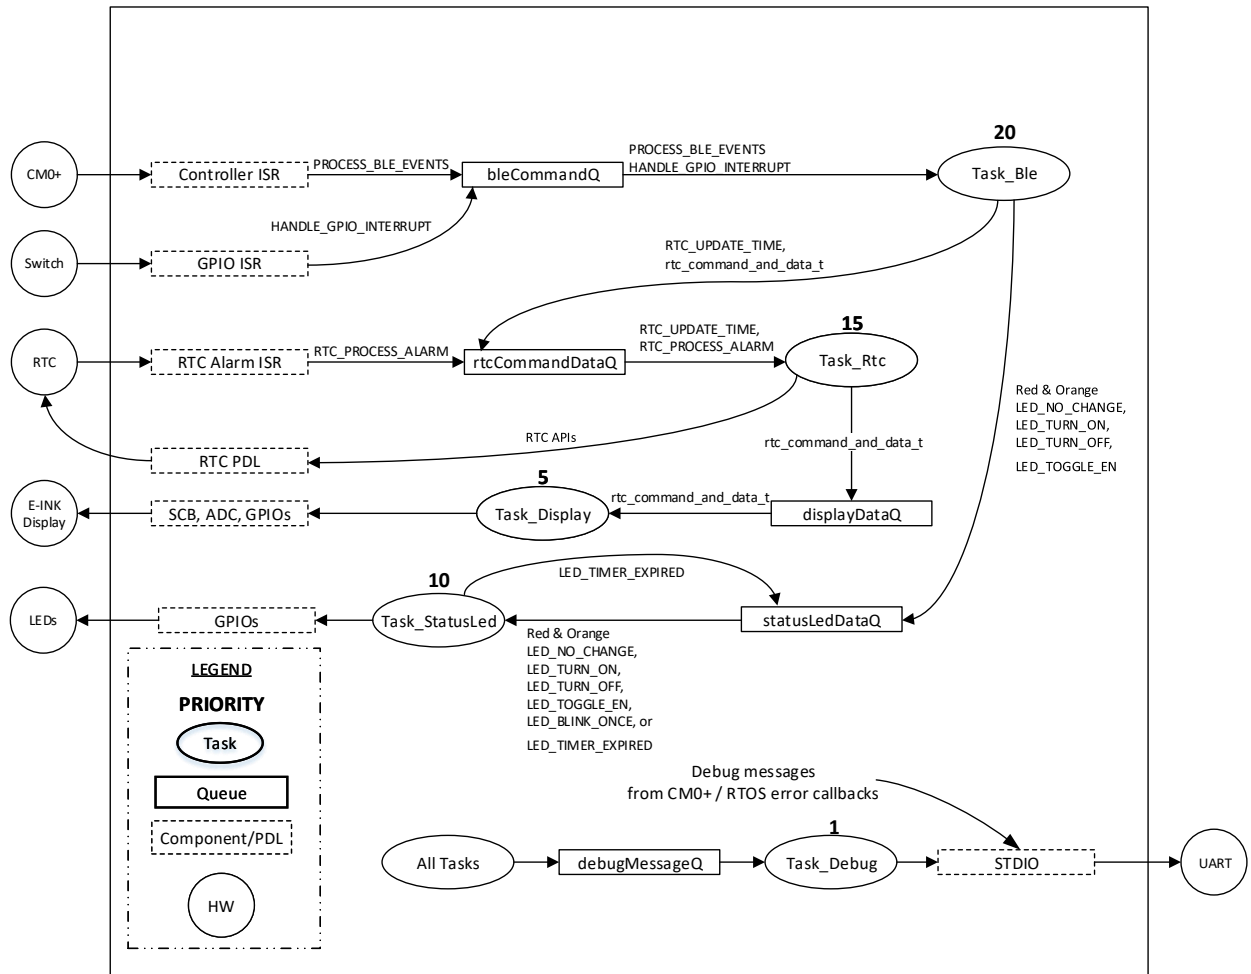 20
CM0+
Controller ISR
PROCESS_BLE_EVENTS
bleCommandQ
PROCESS_BLE_EVENTS
HANDLE_GPIO_INTERRUPT
Task_Ble
HANDLE_GPIO_INTERRUPT
Switch
GPIO ISR
RTC_UPDATE_TIME,
rtc_command_and_data_t
15
RTC
RTC Alarm ISR
RTC_PROCESS_ALARM
rtcCommandDataQ
RTC_UPDATE_TIME,
RTC_PROCESS_ALARM
Task_Rtc
Red & Orange
LED_NO_CHANGE,
LED_TURN_ON,
LED_TURN_OFF,
LED_TOGGLE_EN
RTC APIs
rtc_command_and_data_t
RTC PDL
5
E-INK
Display
SCB, ADC, GPIOs
Task_Display
rtc_command_and_data_t
displayDataQ
LED_TIMER_EXPIRED
10
LEDs
GPIOs
Task_StatusLed
statusLedDataQ
Red & Orange
LED_NO_CHANGE,
LED_TURN_ON,
LED_TURN_OFF,
LED_TOGGLE_EN,
LED_BLINK_ONCE, or
LED_TIMER_EXPIRED
LEGEND
PRIORITY
Task
Queue
Component/PDL
HW
Debug messages
from CM0+ / RTOS error callbacks
1
All Tasks
debugMessageQ
Task_Debug
STDIO
UART